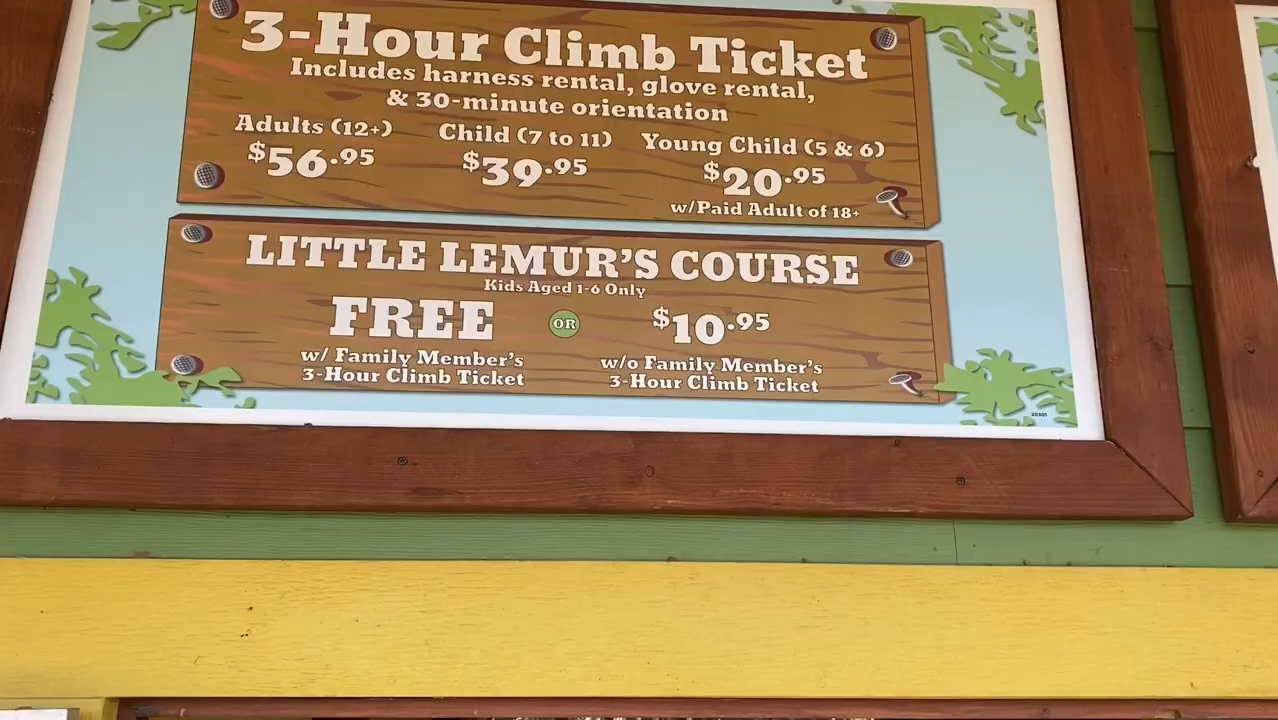 3-Hour Climb Ticket
Includes harness rental, glove rental,
& 30-minute orientation
Adults (12+) Child (7 to 11) Young Child (5 & 6)
$56.95 $39.95 $20.95
w/Paid Adult of 18+
LITTLE LEMUR'S COURSE
Kids Aged 1-6 Only
FREE OR $10.95
w/ Family Member's w/o Family Member's
3-Hour Climb Ticket 3-Hour Climb Ticket